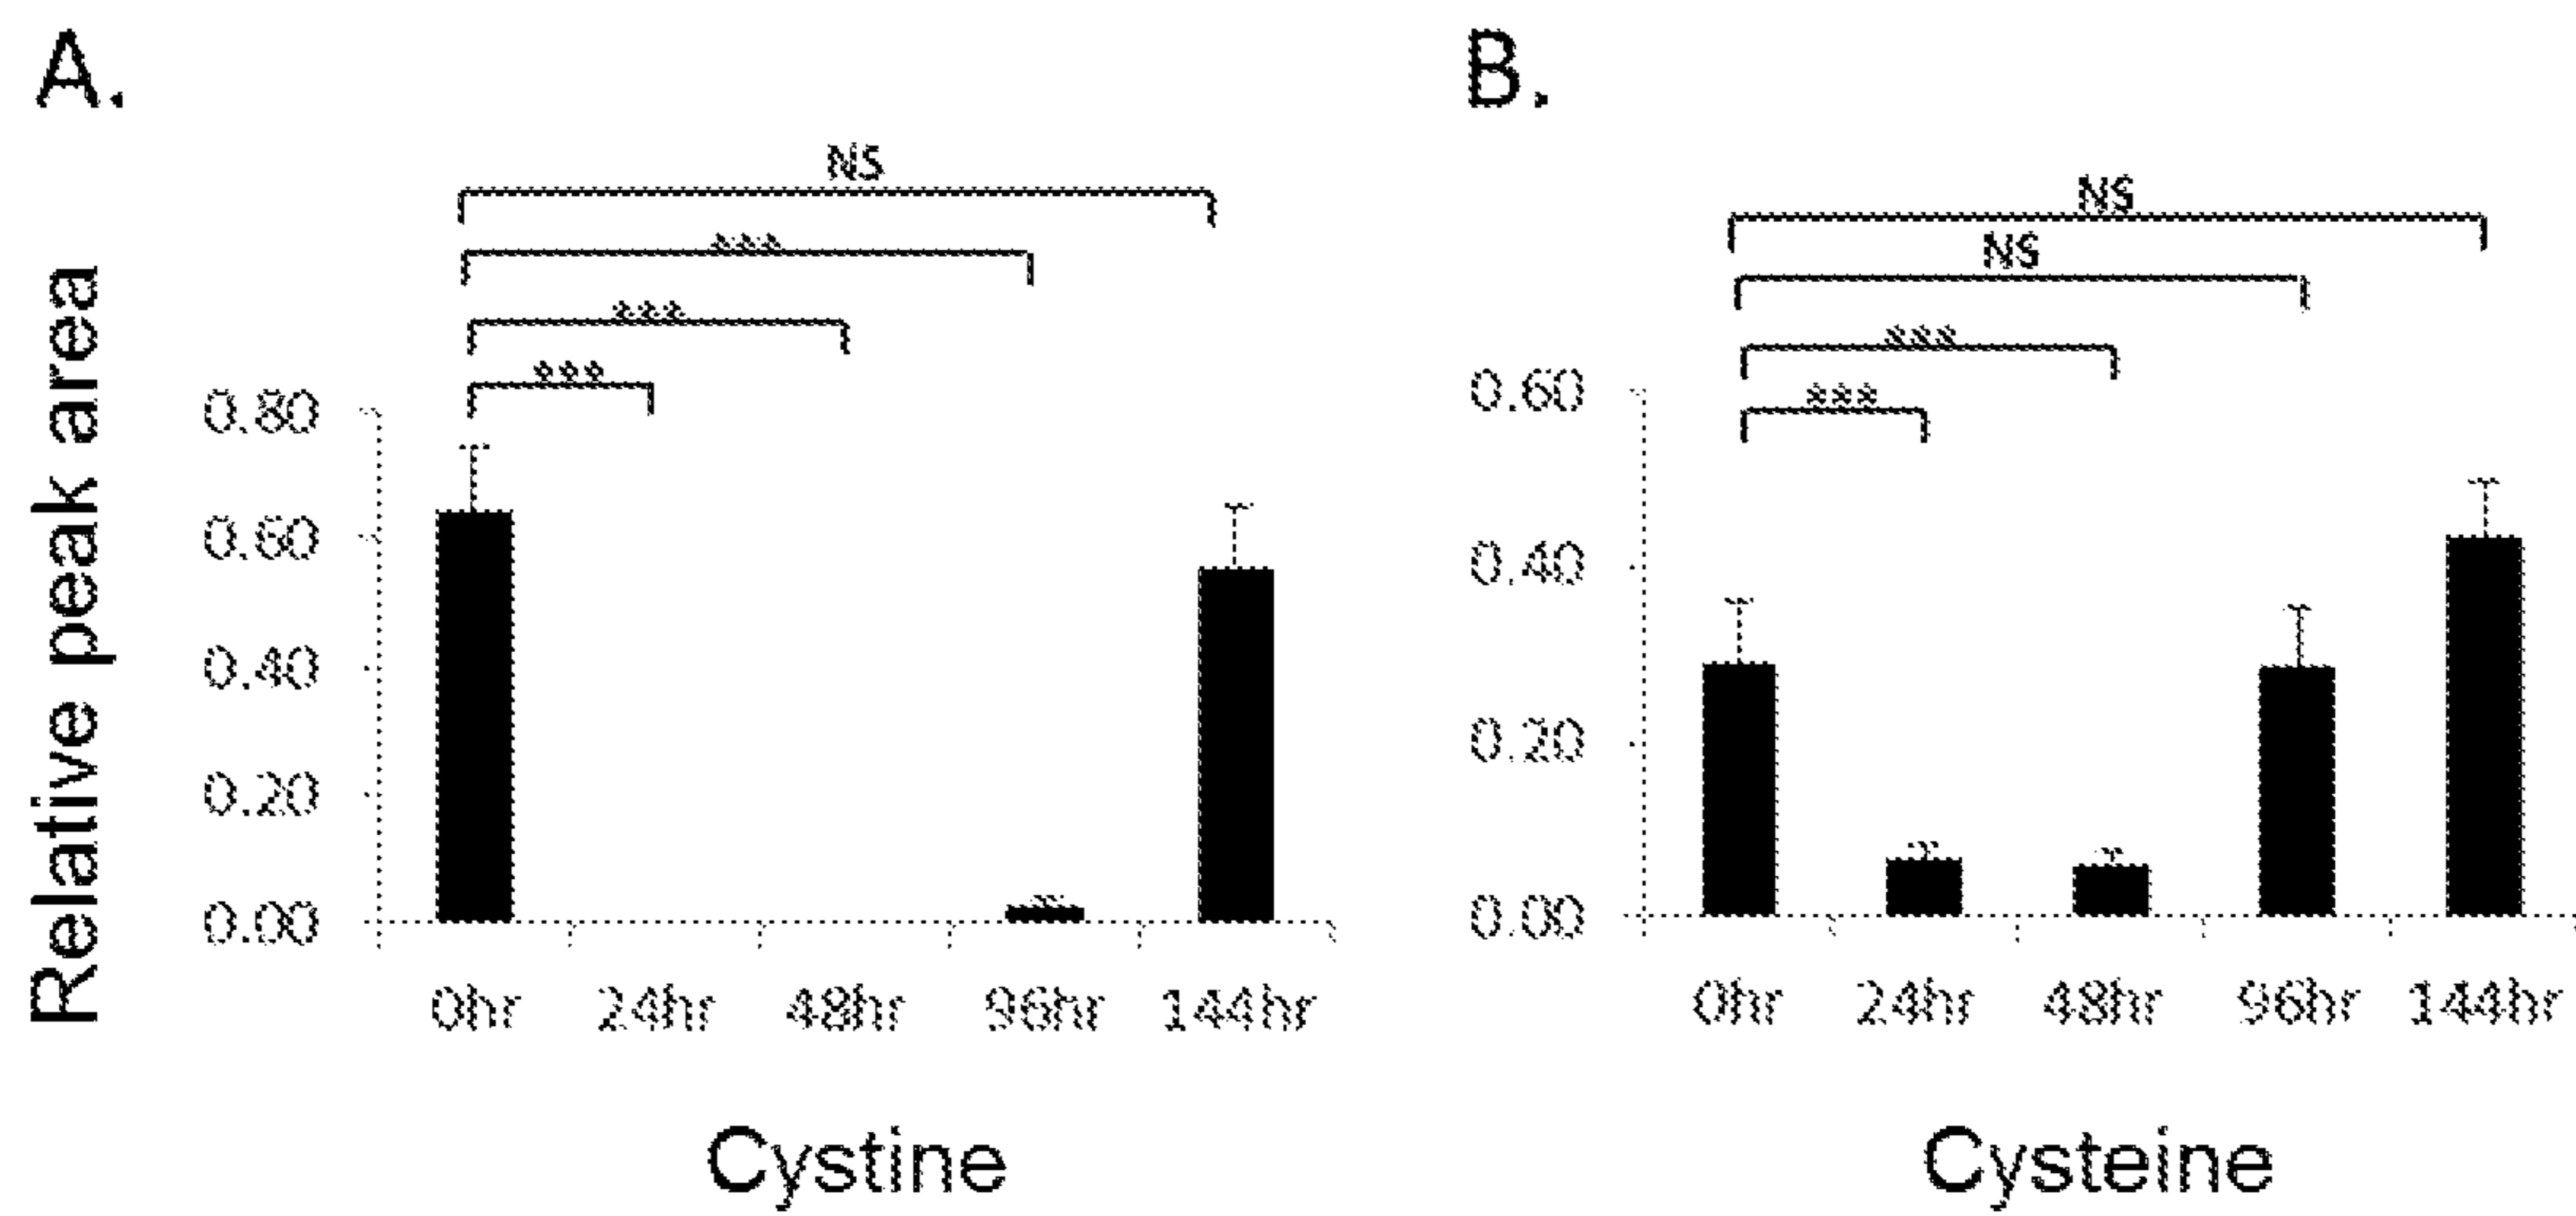 A.
NS
***
***
***
Relative peak area
0.80
0.60
0.40
0.20
0.00
0hr 24hr 48hr 96hr 144hr
Cystine
B.
NS
NS
***
***
0.60
0.40
0.20
0.00
0hr 24hr 48hr 96hr 144hr
Cysteine